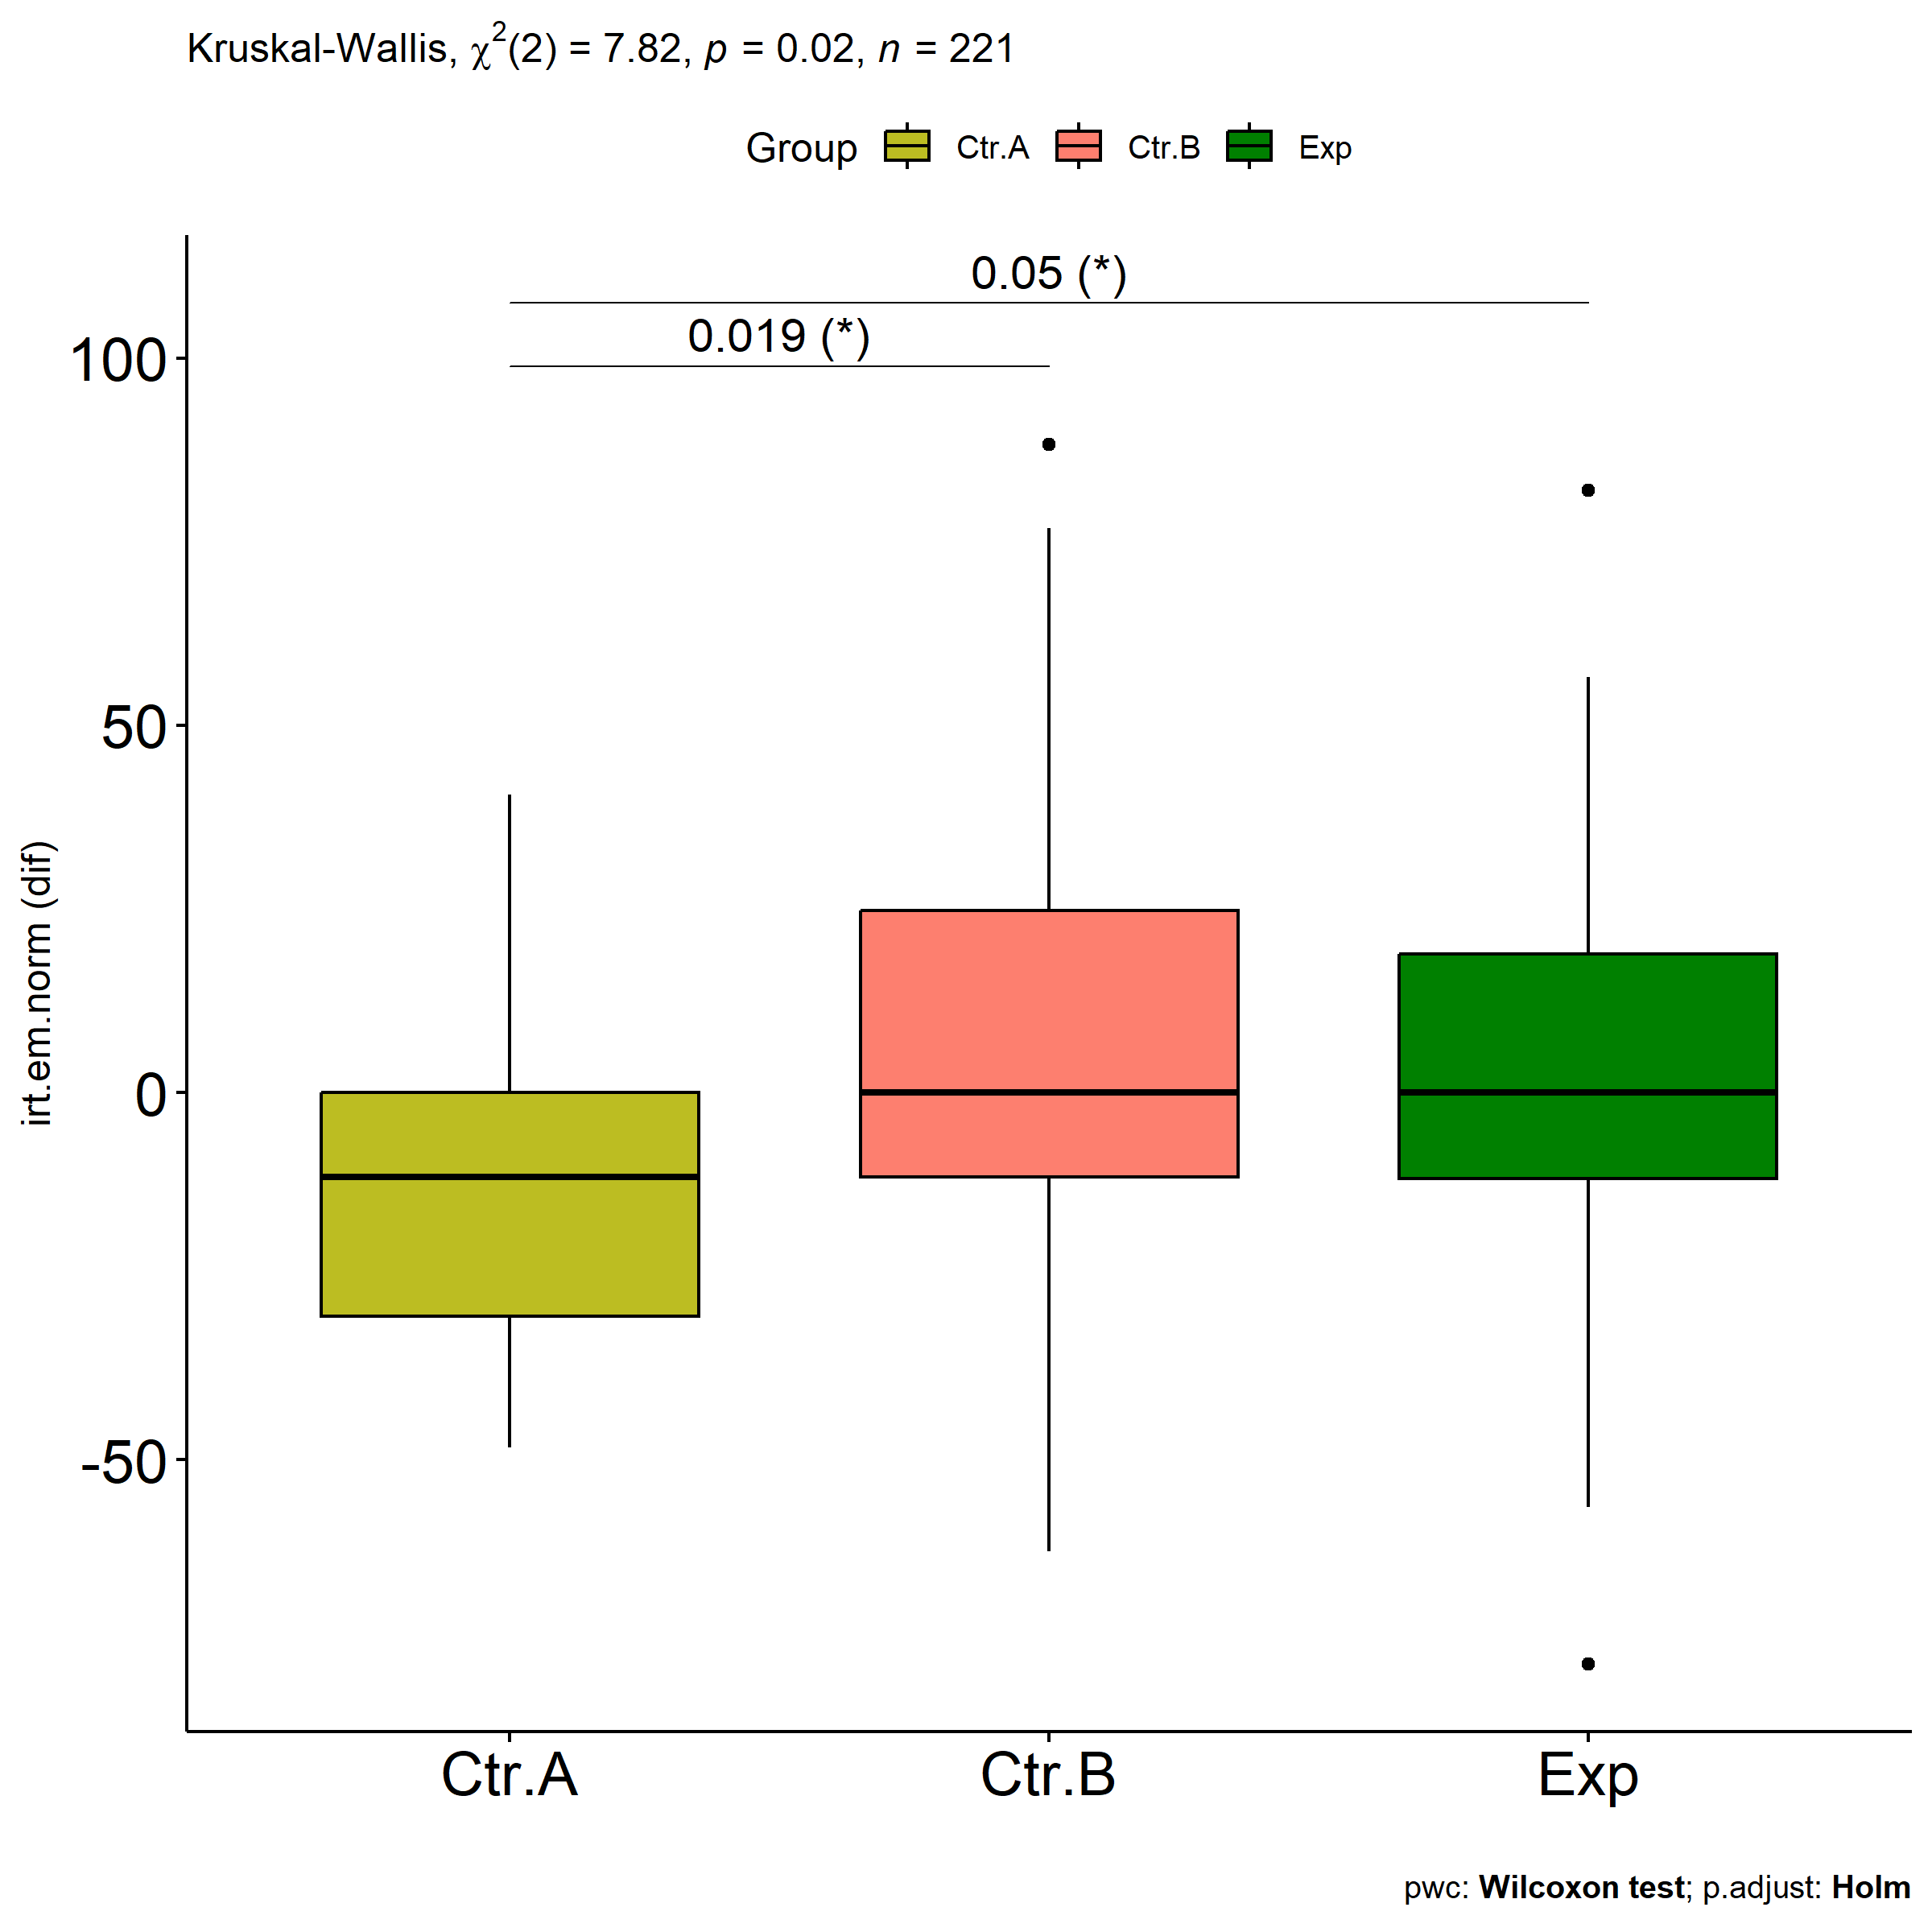 Kruskal-Wallis, χ²(2) = 7.82, p = 0.02, n = 221
Group Ctr.A Ctr.B Exp
0.05 (*)
0.019 (*)
100
50
0
-50
irt.em.norm (dif)
Ctr.A Ctr.B Exp
pwc: Wilcoxon test; p.adjust: Holm